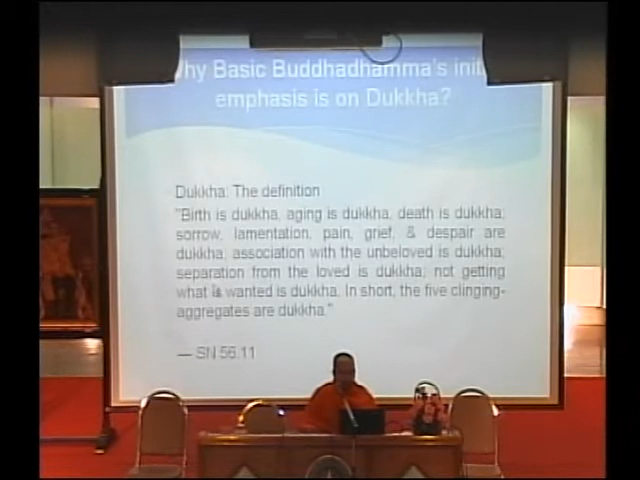 hy Basic Buddhadhamma's init
emphasis is on Dukkha?
Dukkha: The definition
"Birth is dukkha, aging is dukkha, death is dukkha;
sorrow, lamentation, pain, grief, & despair are
dukkha; association with the unbeloved is dukkha;
separation from the loved is dukkha; not getting
what is wanted is dukkha. In short, the five clinging-
aggregates are dukkha."
— SN 56.11